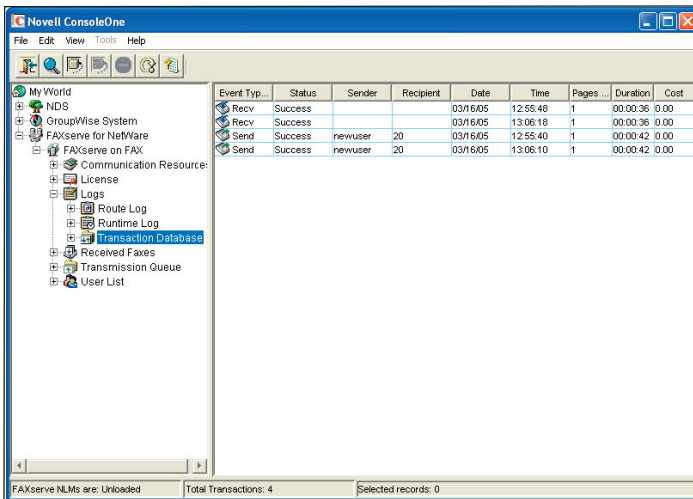 Novell ConsoleOne
File Edit View Tools Help
My World
NDS
GroupWise System
FAXserve for NetWare
FAXserve on FAX
Communication Resource
License
Logs
Route Log
Runtime Log
Transaction Database
Received Faxes
Transmission Queue
User List
Event Typ... Status Sender Recipient Date Time Pages ... Duration Cost
Recv Success 03/16/05 12:55:48 1 00:00:36 0.00
Recv Success 03/16/05 13:06:18 1 00:00:36 0.00
Send Success newuser 20 03/16/05 12:55:40 1 00:00:42 0.00
Send Success newuser 20 03/16/05 13:06:10 1 00:00:42 0.00
FAXserve NLMs are: Unloaded Total Transactions: 4 Selected records: 0